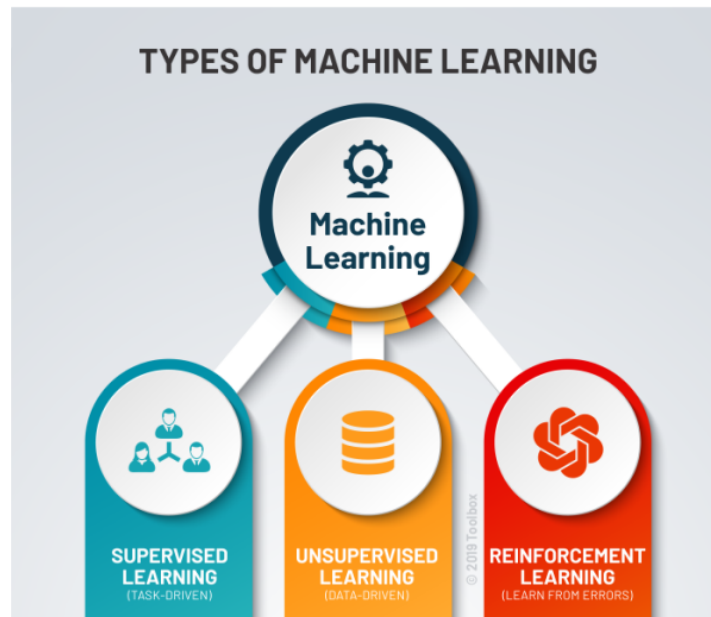 TYPES OF MACHINE LEARNING
Machine
Learning
SUPERVISED
LEARNING
(TASK-DRIVEN)
UNSUPERVISED
LEARNING
(DATA-DRIVEN)
© 2019 Toolbox
REINFORCEMENT
LEARNING
(LEARN FROM ERRORS)